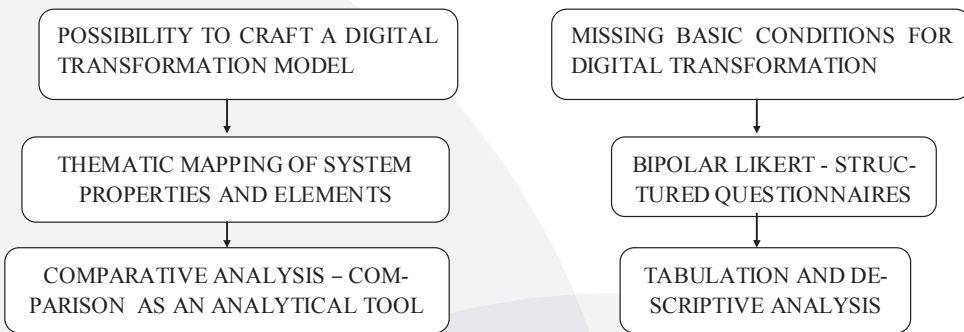 POSSIBILITY TO CRAFT A DIGITAL
TRANSFORMATION MODEL
THEMATIC MAPPING OF SYSTEM
PROPERTIES AND ELEMENTS
COMPARATIVE ANALYSIS – COM-
PARISON AS AN ANALYTICAL TOOL
MISSING BASIC CONDITIONS FOR
DIGITAL TRANSFORMATION
BIPOLAR LIKERT - STRUC-
TURED QUESTIONNAIRES
TABULATION AND DE-
SCRIPTIVE ANALYSIS